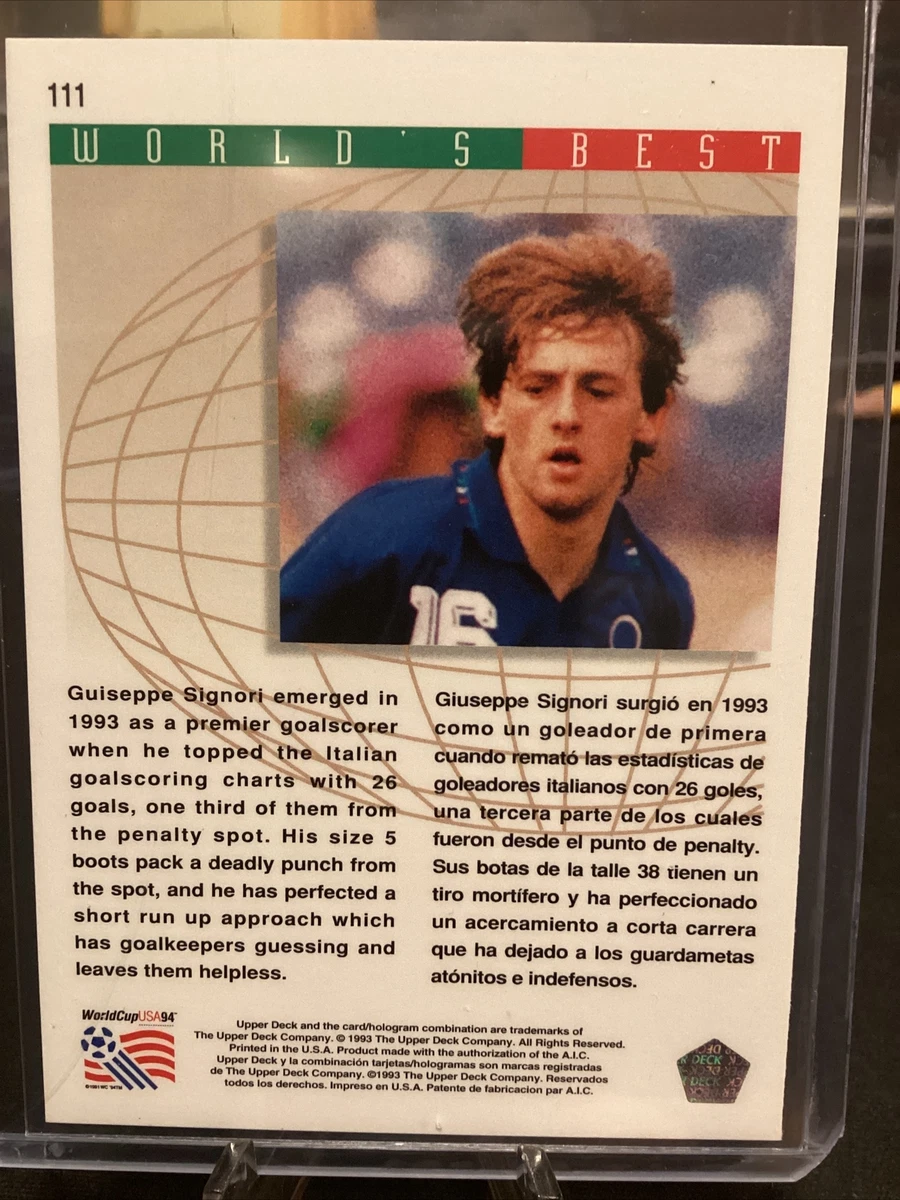 111
WORLD'S BEST
16
Guiseppe Signori emerged in
1993 as a premier goalscorer
when he topped the Italian
goalscoring charts with 26
goals, one third of them from
the penalty spot. His size 5
boots pack a deadly punch from
the spot, and he has perfected a
short run up approach which
has goalkeepers guessing and
leaves them helpless.
Giuseppe Signori surgió en 1993
como un goleador de primera
cuando remató las estadísticas de
goleadores italianos con 26 goles,
una tercera parte de los cuales
fueron desde el punto de penalty.
Sus botas de la talle 38 tienen un
tiro mortífero y ha perfeccionado
un acercamiento a corta carrera
que ha dejado a los guardametas
atónitos e indefensos.
WorldCupUSA94
Upper Deck and the card/hologram combination are trademarks of
The Upper Deck Company. © 1993 The Upper Deck Company. All Rights Reserved.
Printed in the U.S.A. Product made with the authorization of the A.I.C.
Upper Deck y la combinación tarjetas/hologramas son marcas registradas
de The Upper Deck Company. ©1993 The Upper Deck Company. Reservados
todos los derechos. Impreso en U.S.A. Patente de fabricacion par A.I.C.
DECK
DECK